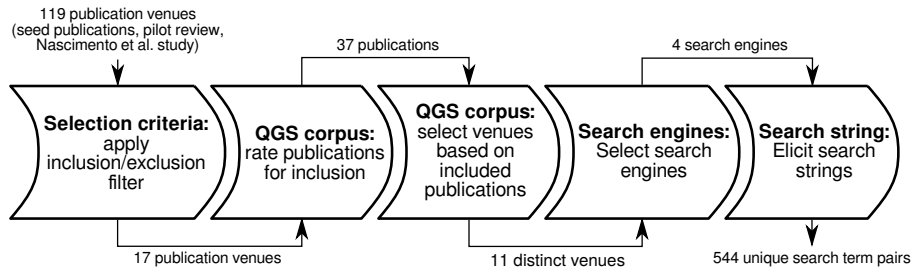 119 publication venues
(seed publications, pilot review,
Nascimento et al. study)
37 publications
4 search engines
Selection criteria:
apply
inclusion/exclusion
filter
QGS corpus:
rate publications
for inclusion
QGS corpus:
select venues
based on
included
publications
Search engines:
Select search
engines
Search string:
Elicit search
strings
17 publication venues
11 distinct venues
544 unique search term pairs